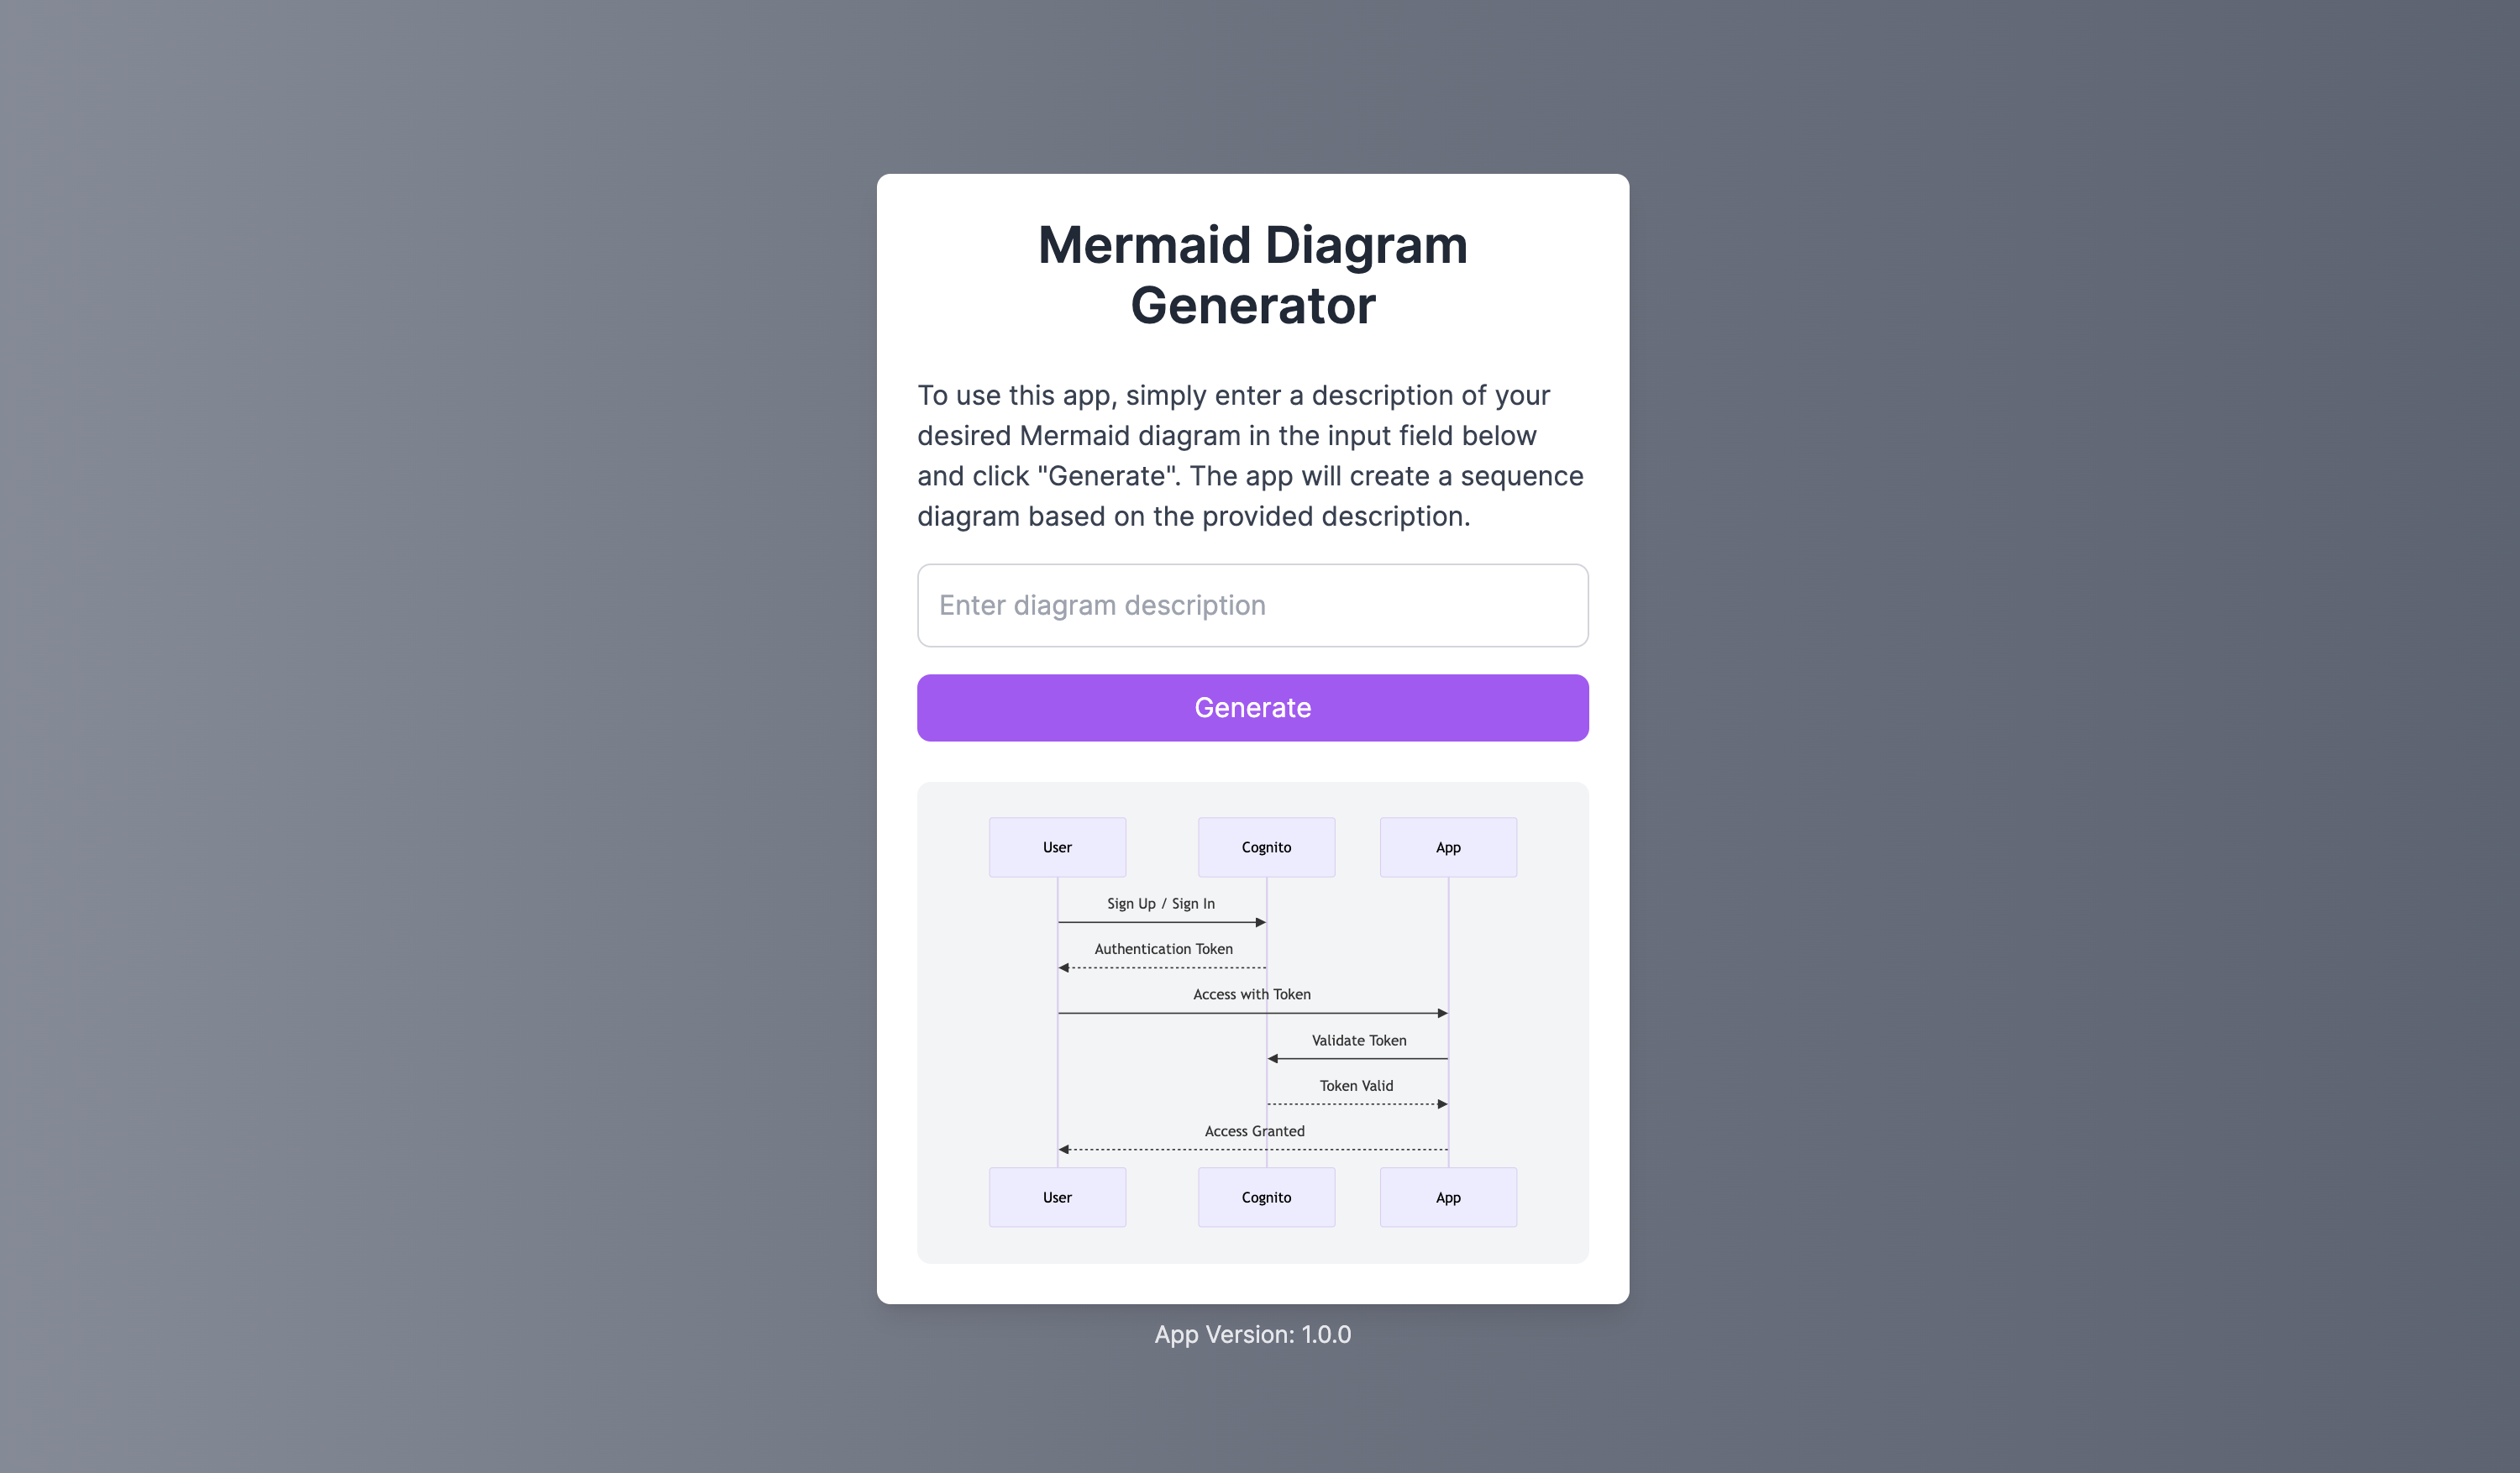 Mermaid Diagram
Generator
To use this app, simply enter a description of your
desired Mermaid diagram in the input field below
and click "Generate". The app will create a sequence
diagram based on the provided description.
Enter diagram description
Generate
User Cognito App
Sign Up / Sign In
Authentication Token
Access with Token
Validate Token
Token Valid
Access Granted
User Cognito App
App Version: 1.0.0